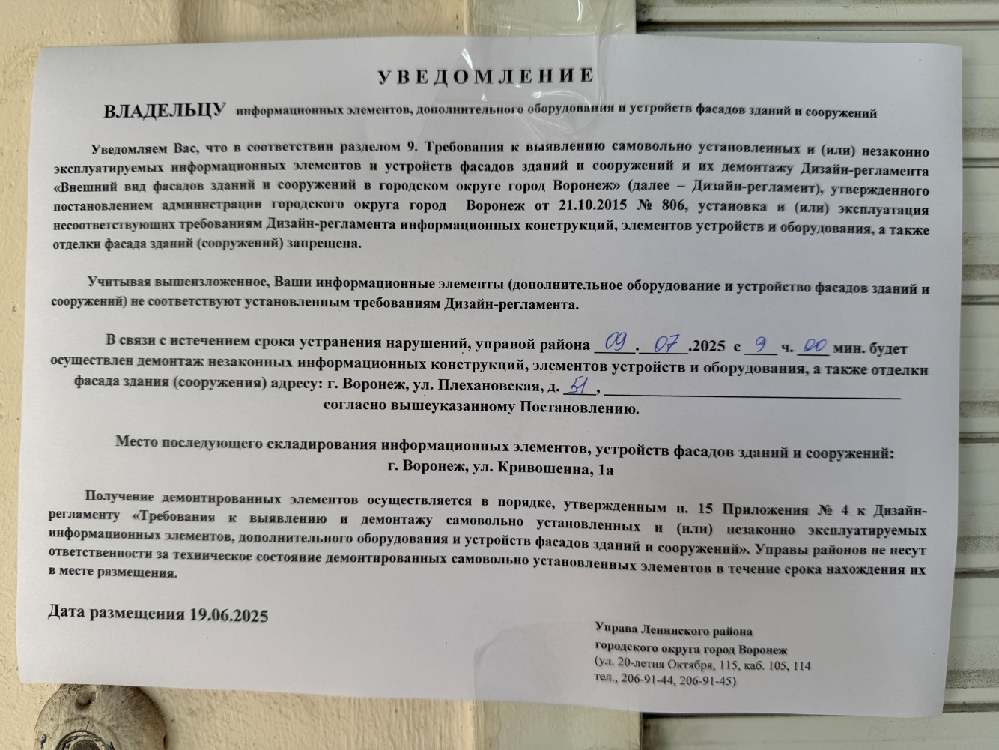 УВЕДОМЛЕНИЕ
ВЛАДЕЛЬЦУ информационных элементов, дополнительного оборудования и устройств фасадов зданий и сооружений
Уведомляем Вас, что в соответствии разделом 9. Требования к выявлению самовольно установленных и (или) незаконно
эксплуатируемых информационных элементов и устройств фасадов зданий и сооружений и их демонтажу Дизайн-регламента
«Внешний вид фасадов зданий и сооружений в городском округе город Воронеж» (далее – Дизайн-регламент), утвержденного
постановлением администрации городского округа город Воронеж от 21.10.2015 № 806, установка и (или) эксплуатация
несоответствующих требованиям Дизайн-регламента информационных конструкций, элементов устройств и оборудования, а также
отделки фасада зданий (сооружений) запрещена.
Учитывая вышеизложенное, Ваши информационные элементы (дополнительное оборудование и устройство фасадов зданий и
сооружений) не соответствуют установленным требованиям Дизайн-регламента.
В связи с истечением срока устранения нарушений, управой района 09.07.2025 с 9 ч. 00 мин. будет
осуществлен демонтаж незаконных информационных конструкций, элементов устройств и оборудования, а также отделки
фасада здания (сооружения) адресу: г. Воронеж, ул. Плехановская, д. 51,
согласно вышеуказанному Постановлению.
Место последующего складирования информационных элементов, устройств фасадов зданий и сооружений:
г. Воронеж, ул. Кривошеина, 1а
Получение демонтированных элементов осуществляется в порядке, утвержденным п. 15 Приложения № 4 к Дизайн-
регламенту «Требования к выявлению и демонтажу самовольно установленных и (или) незаконно эксплуатируемых
информационных элементов, дополнительного оборудования и устройств фасадов зданий и сооружений». Управы районов не несут
ответственности за техническое состояние демонтированных самовольно установленных элементов в течение срока нахождения их
в месте размещения.
Дата размещения 19.06.2025
Управа Ленинского района
городского округа город Воронеж
(ул. 20-летия Октября, 115, каб. 105, 114
тел., 206-91-44, 206-91-45)